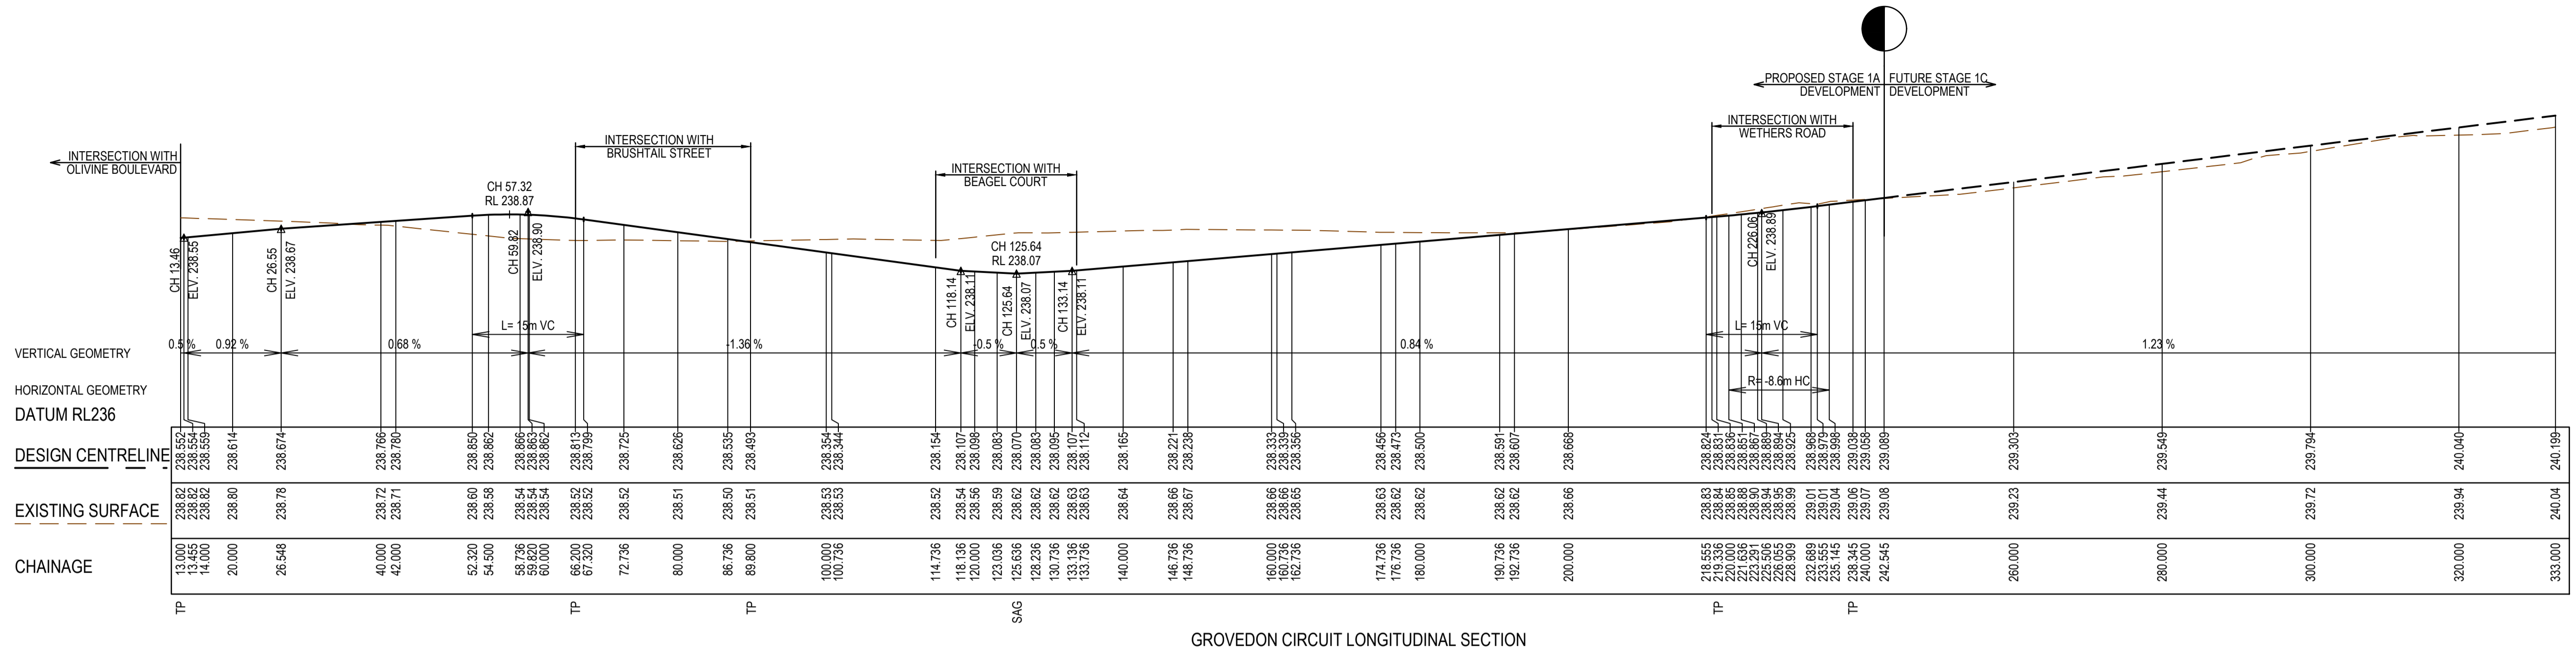 PROPOSED STAGE 1A
DEVELOPMENT
FUTURE STAGE 1C
DEVELOPMENT
INTERSECTION WITH
OLIVINE BOULEVARD
INTERSECTION WITH
BRUSHTAIL STREET
INTERSECTION WITH
BEAGEL COURT
INTERSECTION WITH
WETHERS ROAD
CH 57.32
RL 238.87
CH 125.64
RL 238.07
CH 13.46
ELV. 238.55
CH 26.55
ELV. 238.67
CH 59.82
ELV. 238.90
CH 118.14
ELV. 238.11
CH 125.64
ELV. 238.07
CH 133.14
ELV. 238.11
CH 226.06
ELV. 238.89
L= 15m VC
L= 15m VC
VERTICAL GEOMETRY
0.5 % 0.92 % 0.68 % -1.36 % -0.5 % 0.5 % 0.84 % 1.23 %
HORIZONTAL GEOMETRY
R= -8.6m HC
DATUM RL236
DESIGN CENTRELINE
238.552 238.554 238.559 238.614 238.674 238.766 238.780 238.850 238.862 238.866 238.863 238.862 238.813 238.799 238.725 238.626 238.535 238.493 238.354 238.344 238.154 238.107 238.098 238.083 238.070 238.083 238.095 238.107 238.112 238.165 238.221 238.238 238.333 238.339 238.356 238.456 238.473 238.500 238.591 238.607 238.668 238.824 238.831 238.836 238.851 238.867 238.889 238.894 238.925 238.968 238.979 238.998 239.038 239.058 239.089 239.303 239.549 239.794 240.040 240.199
EXISTING SURFACE
238.82 238.82 238.82 238.80 238.78 238.72 238.71 238.60 238.58 238.54 238.54 238.54 238.52 238.52 238.52 238.51 238.50 238.51 238.53 238.53 238.52 238.54 238.56 238.59 238.62 238.62 238.62 238.63 238.63 238.64 238.66 238.67 238.66 238.66 238.65 238.63 238.62 238.62 238.62 238.62 238.66 238.83 238.84 238.85 238.88 238.90 238.94 238.95 238.99 239.01 239.01 239.04 239.06 239.07 239.08 239.23 239.44 239.72 239.94 240.04
CHAINAGE
13.000 13.455 14.000 20.000 26.548 40.000 42.000 52.320 54.500 58.736 59.820 60.000 66.200 67.320 72.736 80.000 86.736 89.800 100.000 100.736 114.736 118.136 120.000 123.036 125.636 128.236 130.736 133.136 133.736 140.000 146.736 148.736 160.000 160.736 162.736 174.736 176.736 180.000 190.736 192.736 200.000 218.555 219.336 220.000 221.636 223.291 225.506 226.055 228.909 232.689 233.555 235.145 238.345 240.000 242.545 260.000 280.000 300.000 320.000 333.000
TP TP TP SAG TP TP
GROVEDON CIRCUIT LONGITUDINAL SECTION